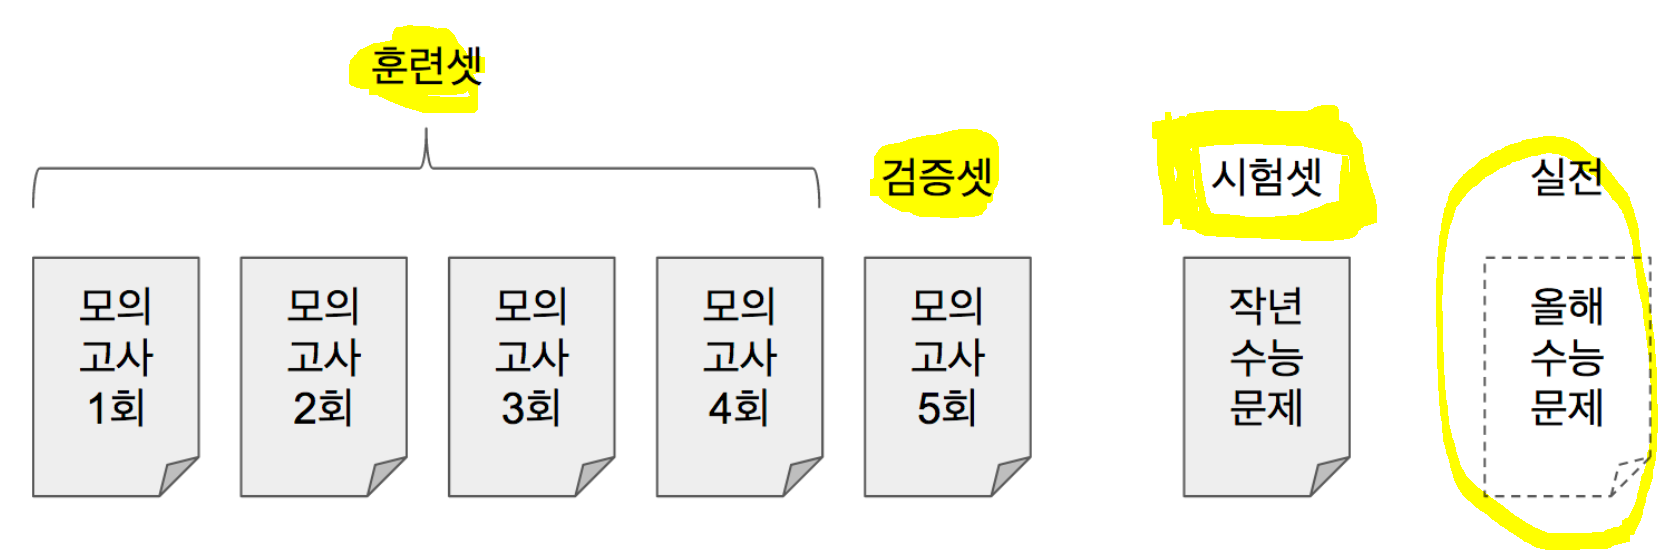 훈련셋
검증셋
시험셋
실전
모의
고사
1회
모의
고사
2회
모의
고사
3회
모의
고사
4회
모의
고사
5회
작년
수능
문제
올해
수능
문제